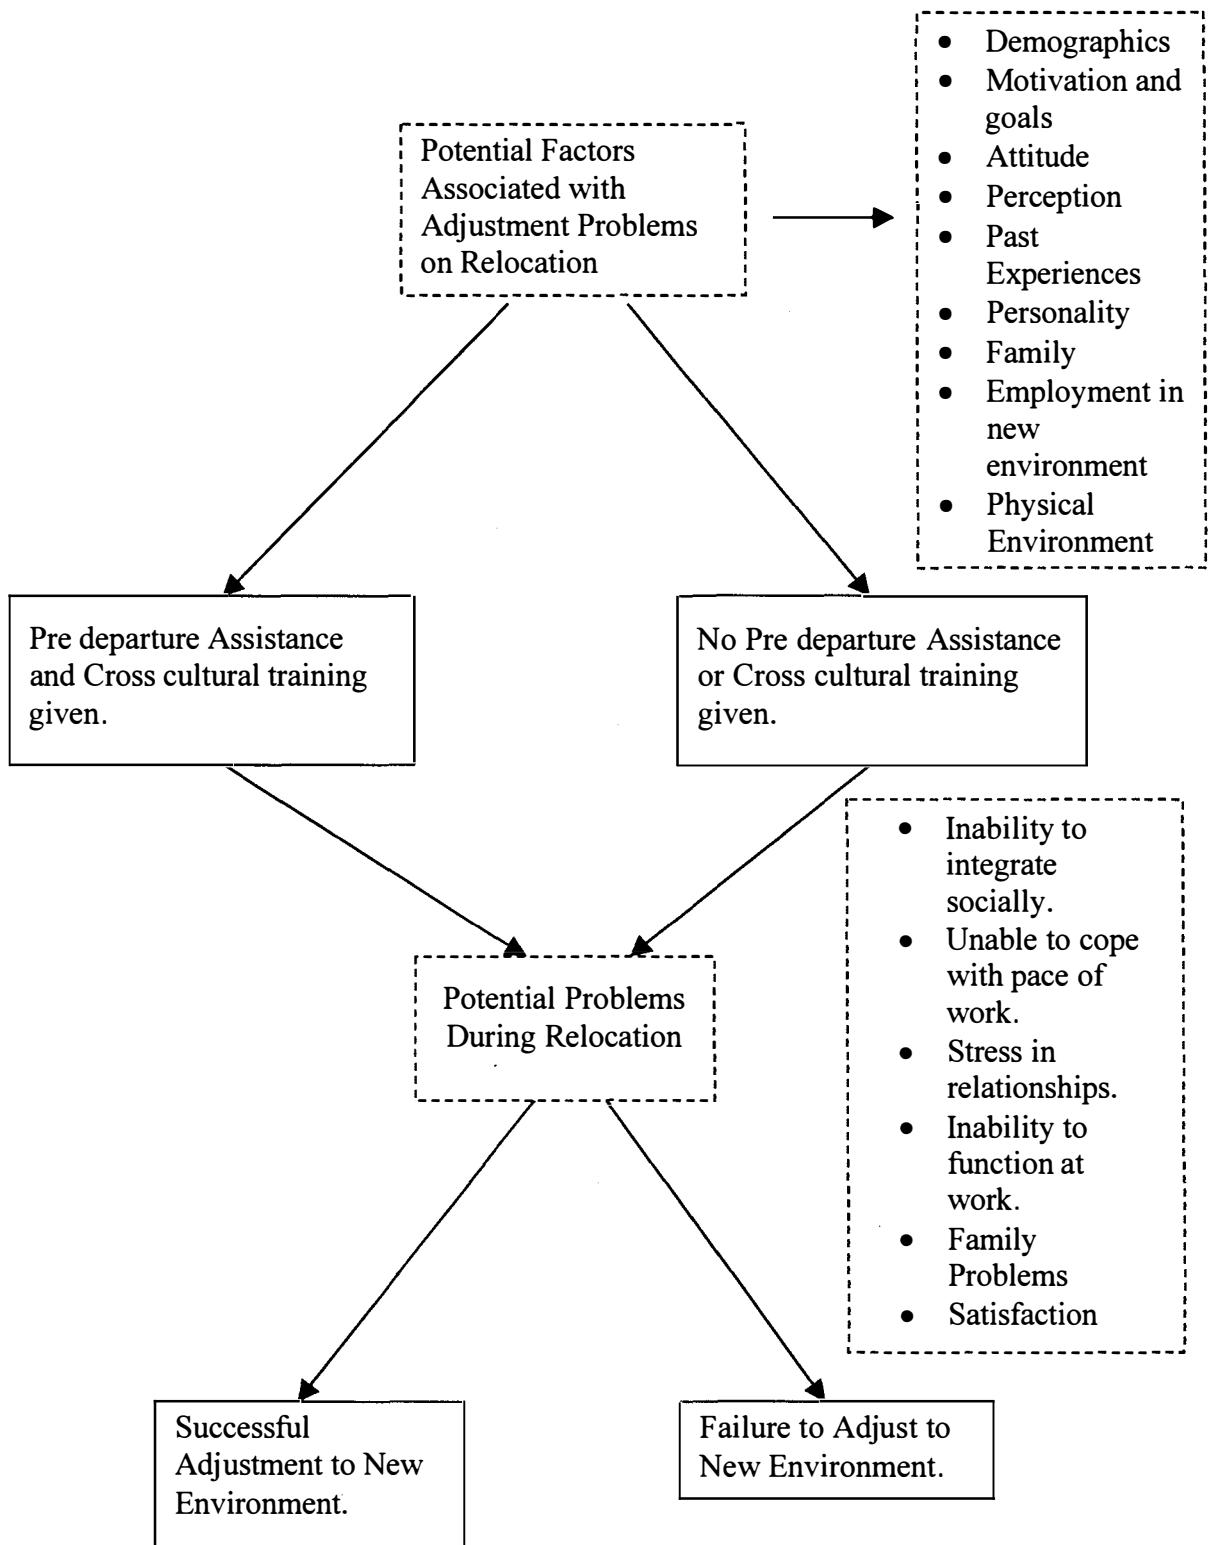 • Demographics
• Motivation and
goals
• Attitude
• Perception
• Past
Experiences
• Personality
• Family
• Employment in
new
environment
• Physical
Environment
Potential Factors
Associated with
Adjustment Problems
on Relocation
Pre departure Assistance
and Cross cultural training
given.
No Pre departure Assistance
or Cross cultural training
given.
• Inability to
integrate
socially.
• Unable to cope
with pace of
work.
• Stress in
relationships.
• Inability to
function at
work.
• Family
Problems
• Satisfaction
Potential Problems
During Relocation
Successful
Adjustment to New
Environment.
Failure to Adjust to
New Environment.